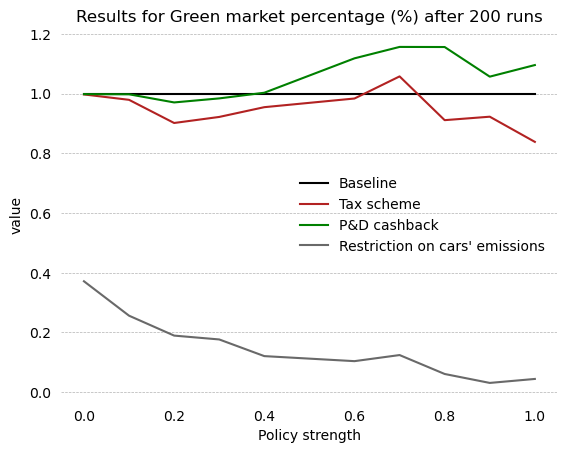 Results for Green market percentage (%) after 200 runs
1.2
1.0
0.8
0.6
0.4
0.2
0.0
value
Baseline
Tax scheme
P&D cashback
Restriction on cars' emissions
0.0 0.2 0.4 0.6 0.8 1.0
Policy strength